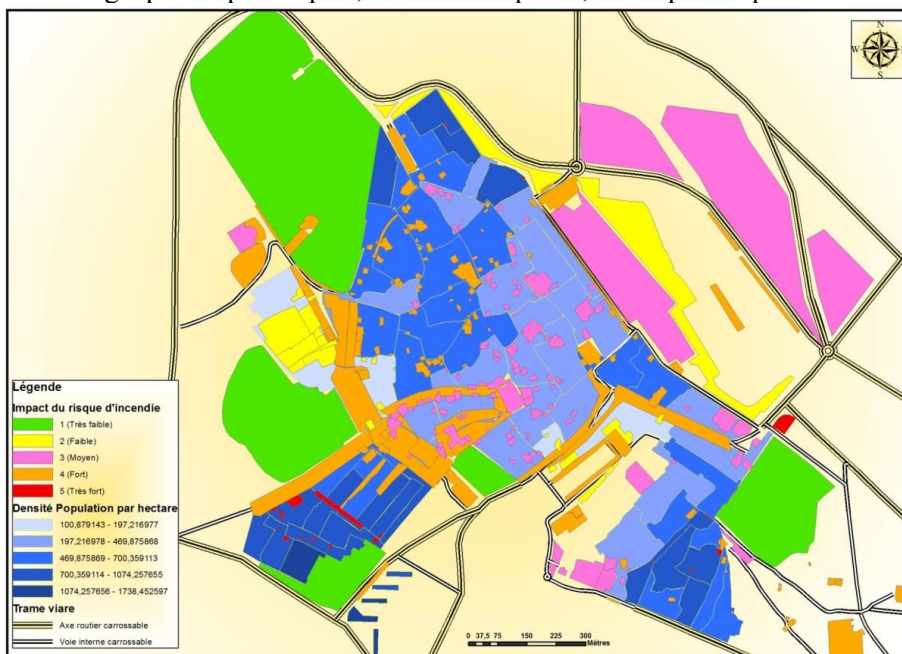 N
W
S
Légende
Impact du risque d'incendie
1 (Très faible)
2 (Faible)
3 (Moyen)
4 (Fort)
5 (Très fort)
Densité Population par hectare
100,879143 - 197,216977
197,216978 - 469,875868
469,875869 - 700,359113
700,359114 - 1074,257655
1074,257656 - 1738,452597
Trame viare
Axe routier carrossable
Voie interne carrossable
0 37,5 75 150 225 300
Mètres